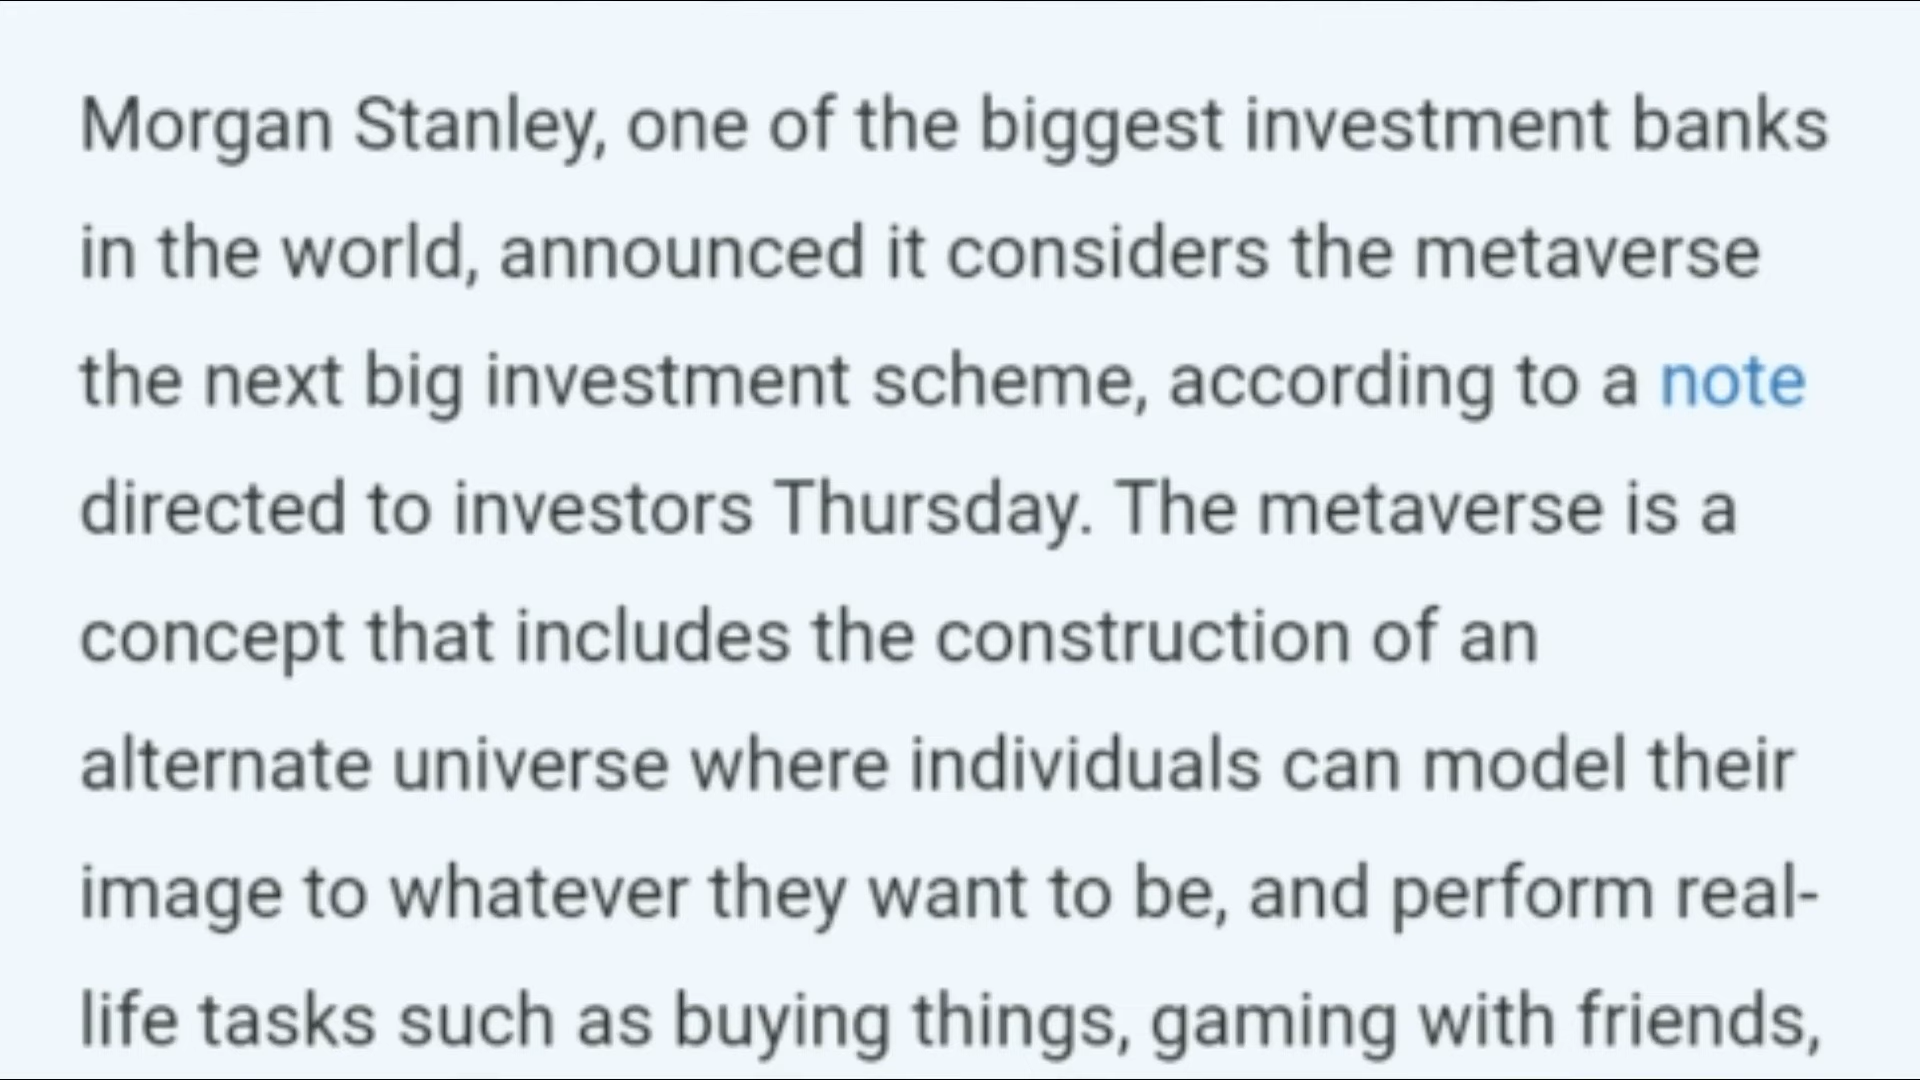 Morgan Stanley, one of the biggest investment banks
in the world, announced it considers the metaverse
the next big investment scheme, according to a note
directed to investors Thursday. The metaverse is a
concept that includes the construction of an
alternate universe where individuals can model their
image to whatever they want to be, and perform real-
life tasks such as buying things, gaming with friends,